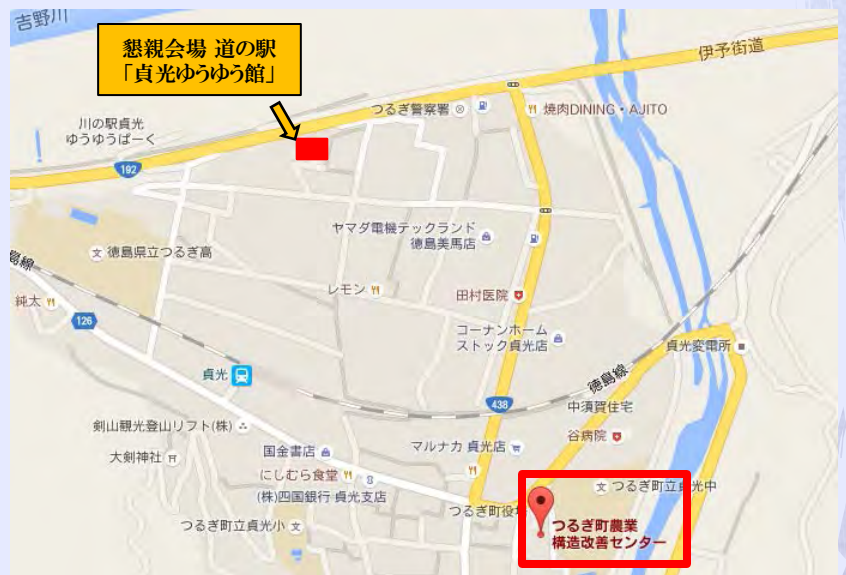 吉野川
懇親会場 道の駅
「貞光ゆうゆう館」
伊予街道
つるぎ警察署
焼肉DINING・AJITO
川の駅貞光
ゆうゆうぱーく
192
ヤマダ電機テックランド
徳島美馬店
徳島県立つるぎ高
島線
レモン
田村医院
純太
126
コーナンホーム
ストック貞光店
貞光変電所
貞光
徳島線
438
中須賀住宅
剣山観光登山リフト(株)
谷病院
国金書店
マルナカ 貞光店
大剣神社
にしむら食堂
(株)四国銀行 貞光支店
つるぎ町立貞光中
つるぎ町役場
つるぎ町立貞光小
つるぎ町農業
構造改善センター